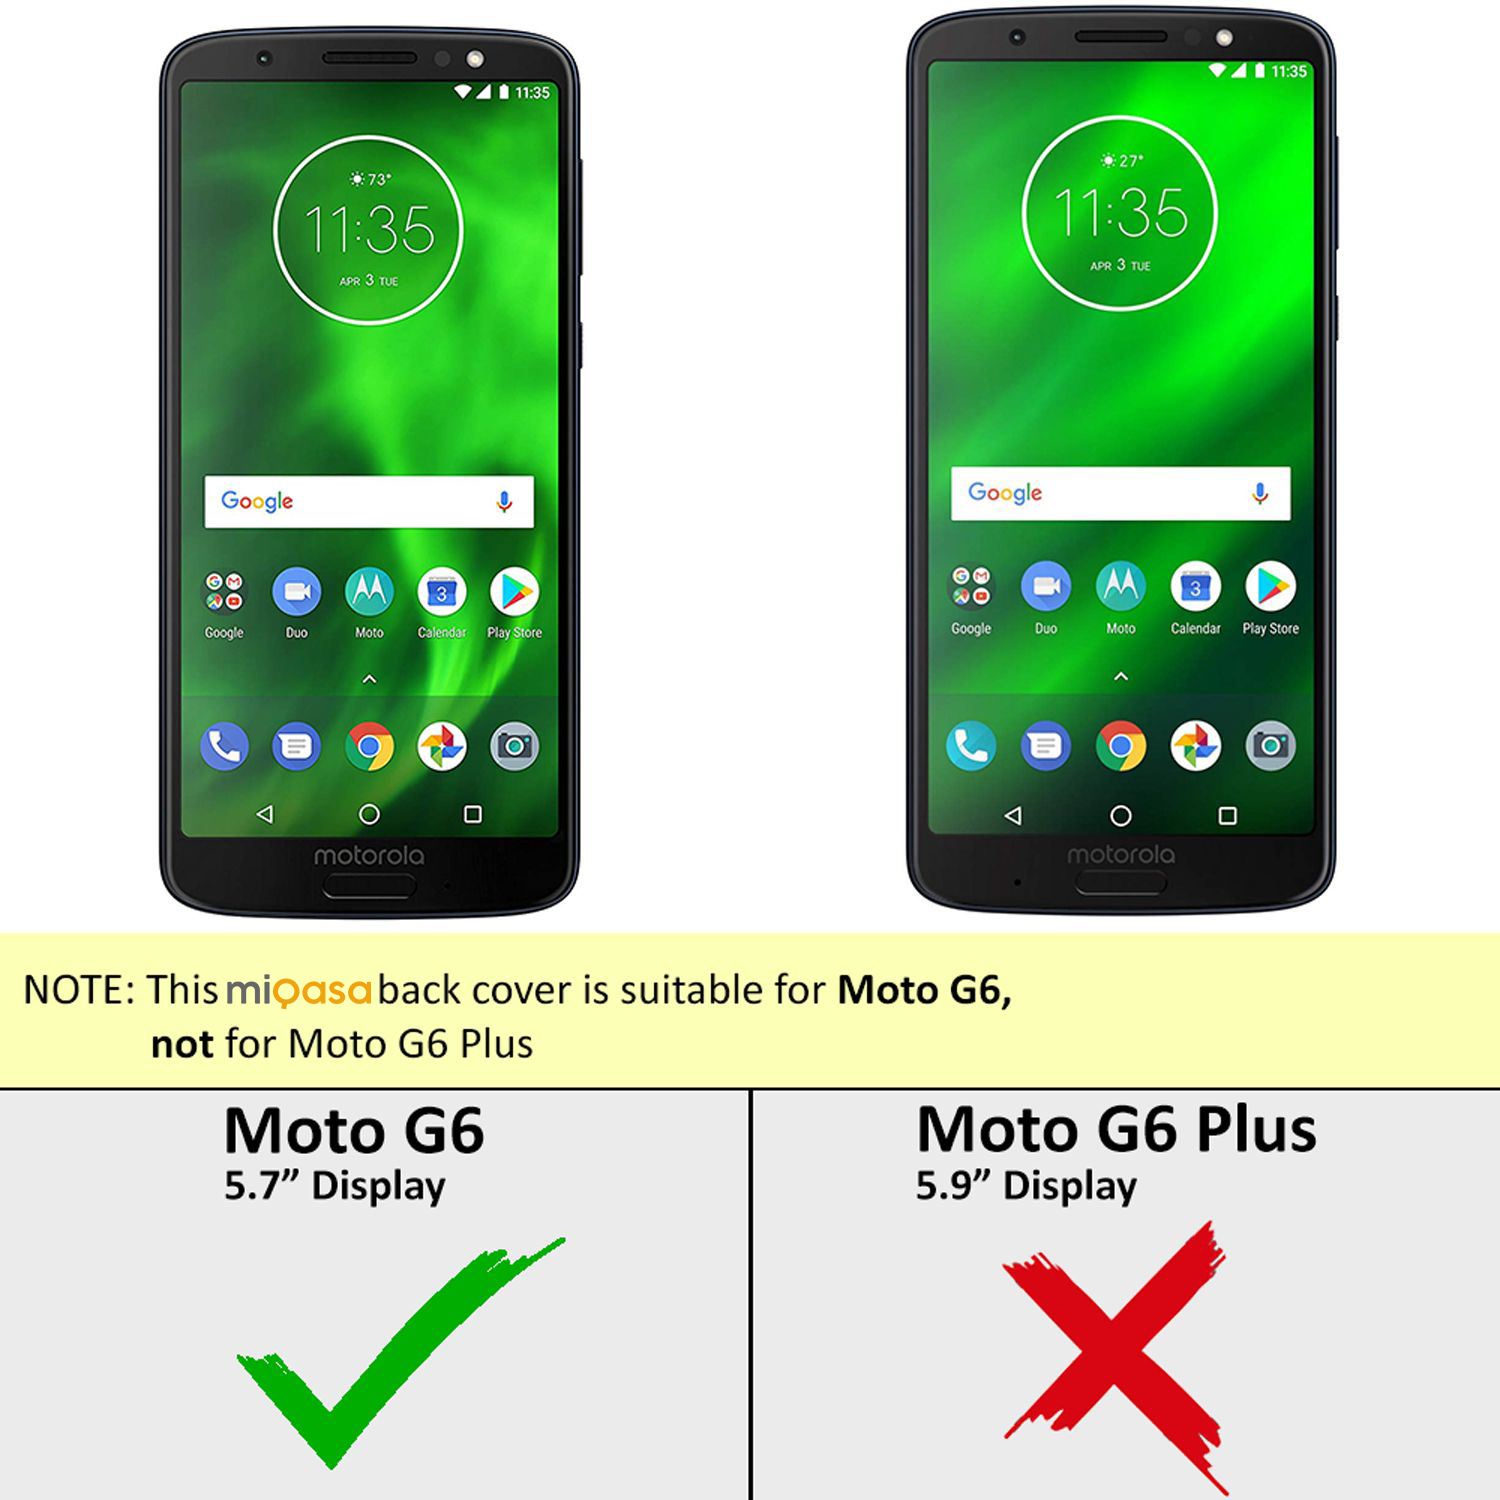 11:35
73°
11:35
APR 3 TUE
Google
3
Google
Duo
Moto
Calendar
Play Store
motorola
11:35
27°
11:35
APR 3 TUE
Google
3
Google
Duo
Moto
Calendar
Play Store
motorola
NOTE: This miQasa back cover is suitable for Moto G6,
not for Moto G6 Plus
Moto G6
5.7” Display
Moto G6 Plus
5.9” Display